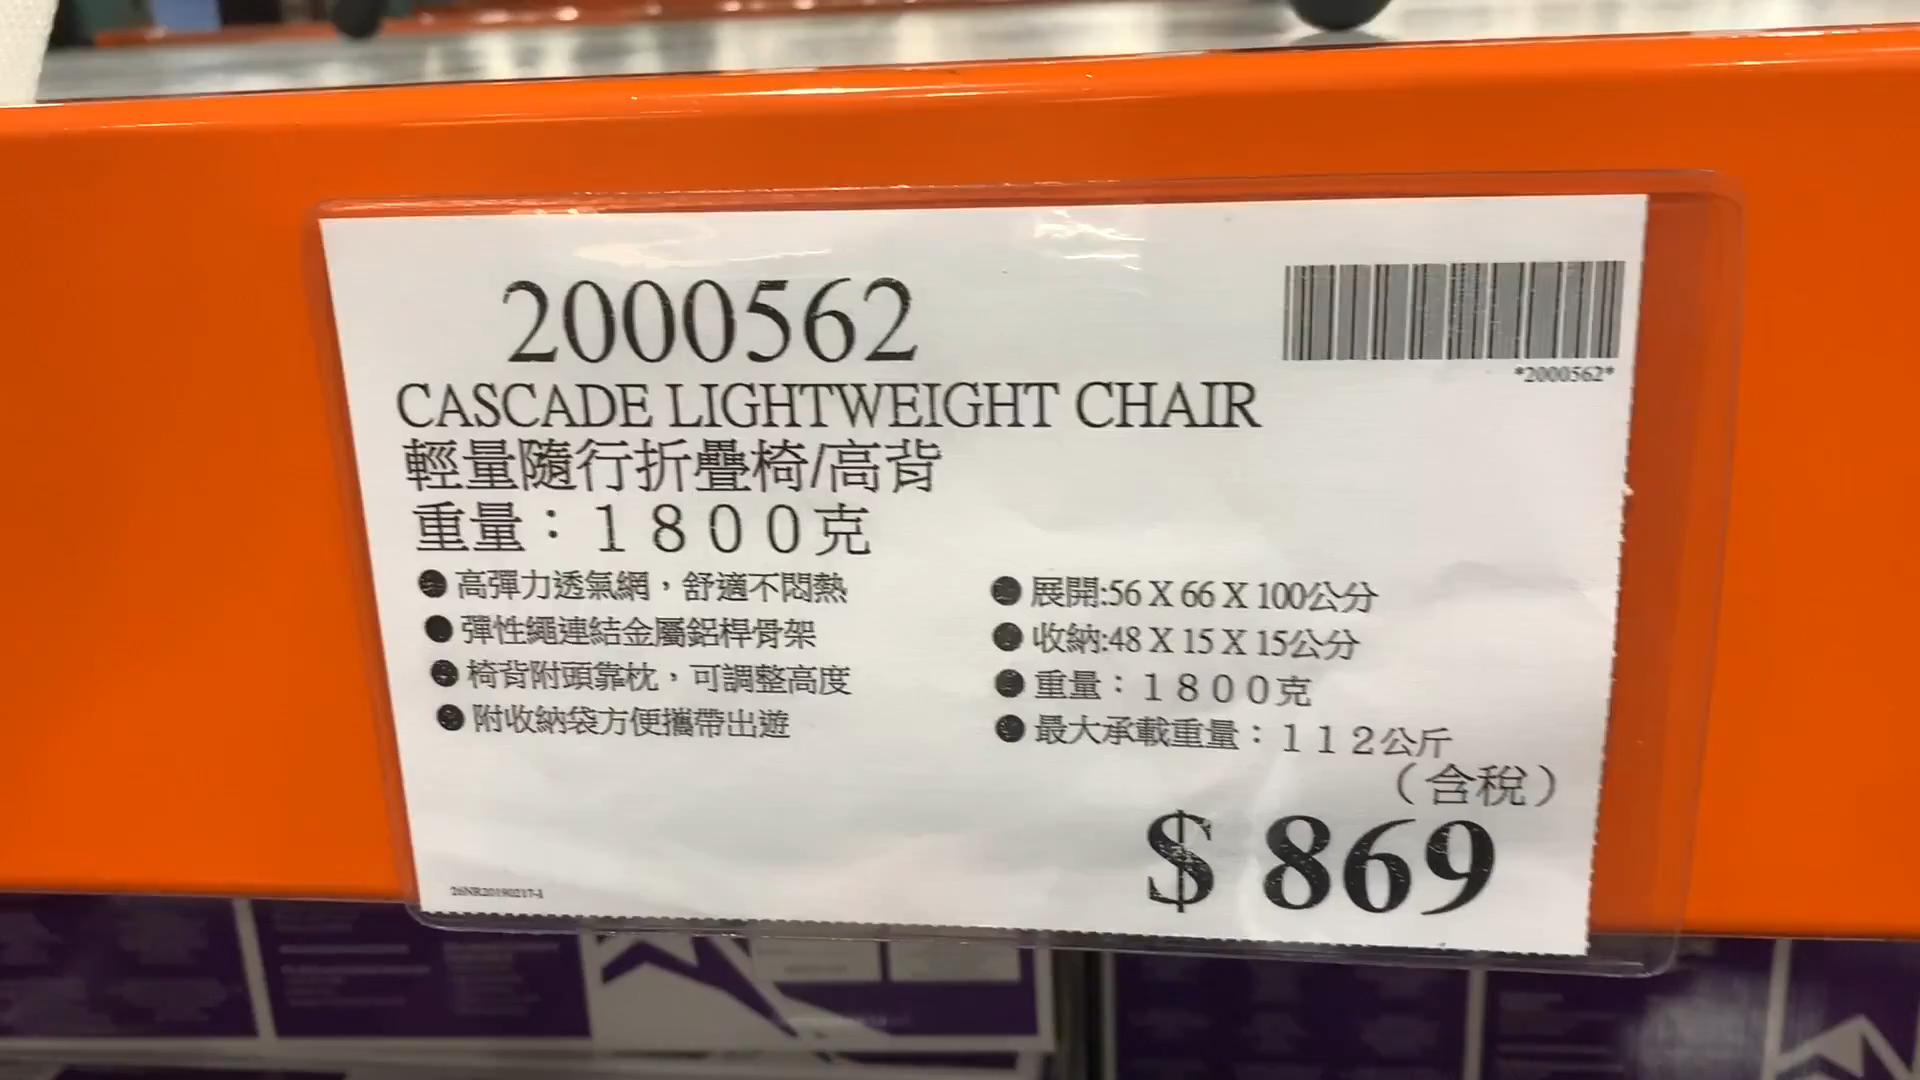 2000562
*2000562*
CASCADE LIGHTWEIGHT CHAIR
輕量隨行折疊椅/高背
重量：1800克
●高彈力透氣網，舒適不悶熱
●彈性繩連結金屬鋁桿骨架
●椅背附頭靠枕，可調整高度
●附收納袋方便攜帶出遊
●展開:56 X 66 X 100公分
●收納:48 X 15 X 15公分
●重量：1800克
●最大承載重量：112公斤
（含稅）
$ 869